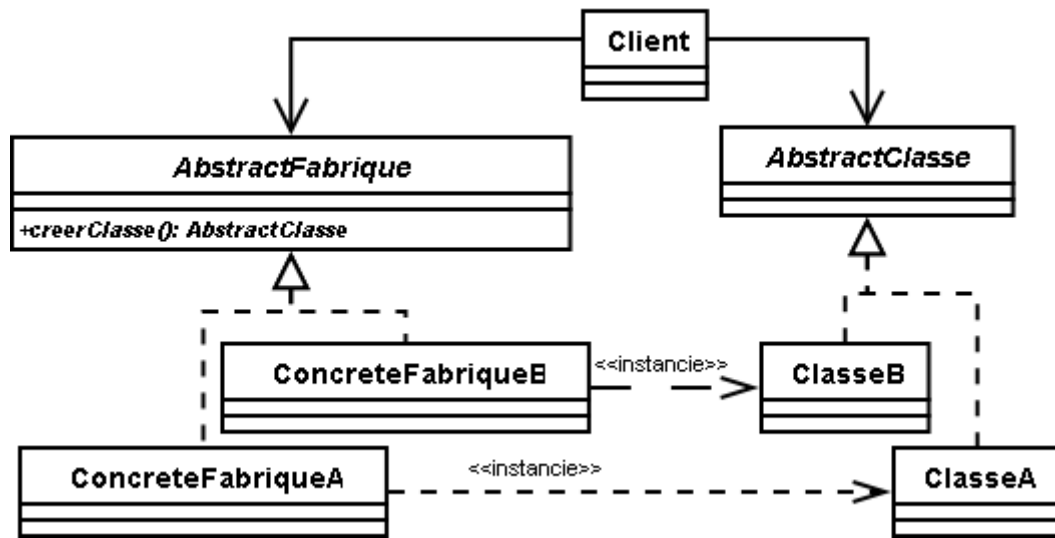 Client
AbstractFabrique
AbstractClasse
+creerClasse(): AbstractClasse
ConcreteFabriqueB
<<instancie>>
ClasseB
ConcreteFabriqueA
<<instancie>>
ClasseA